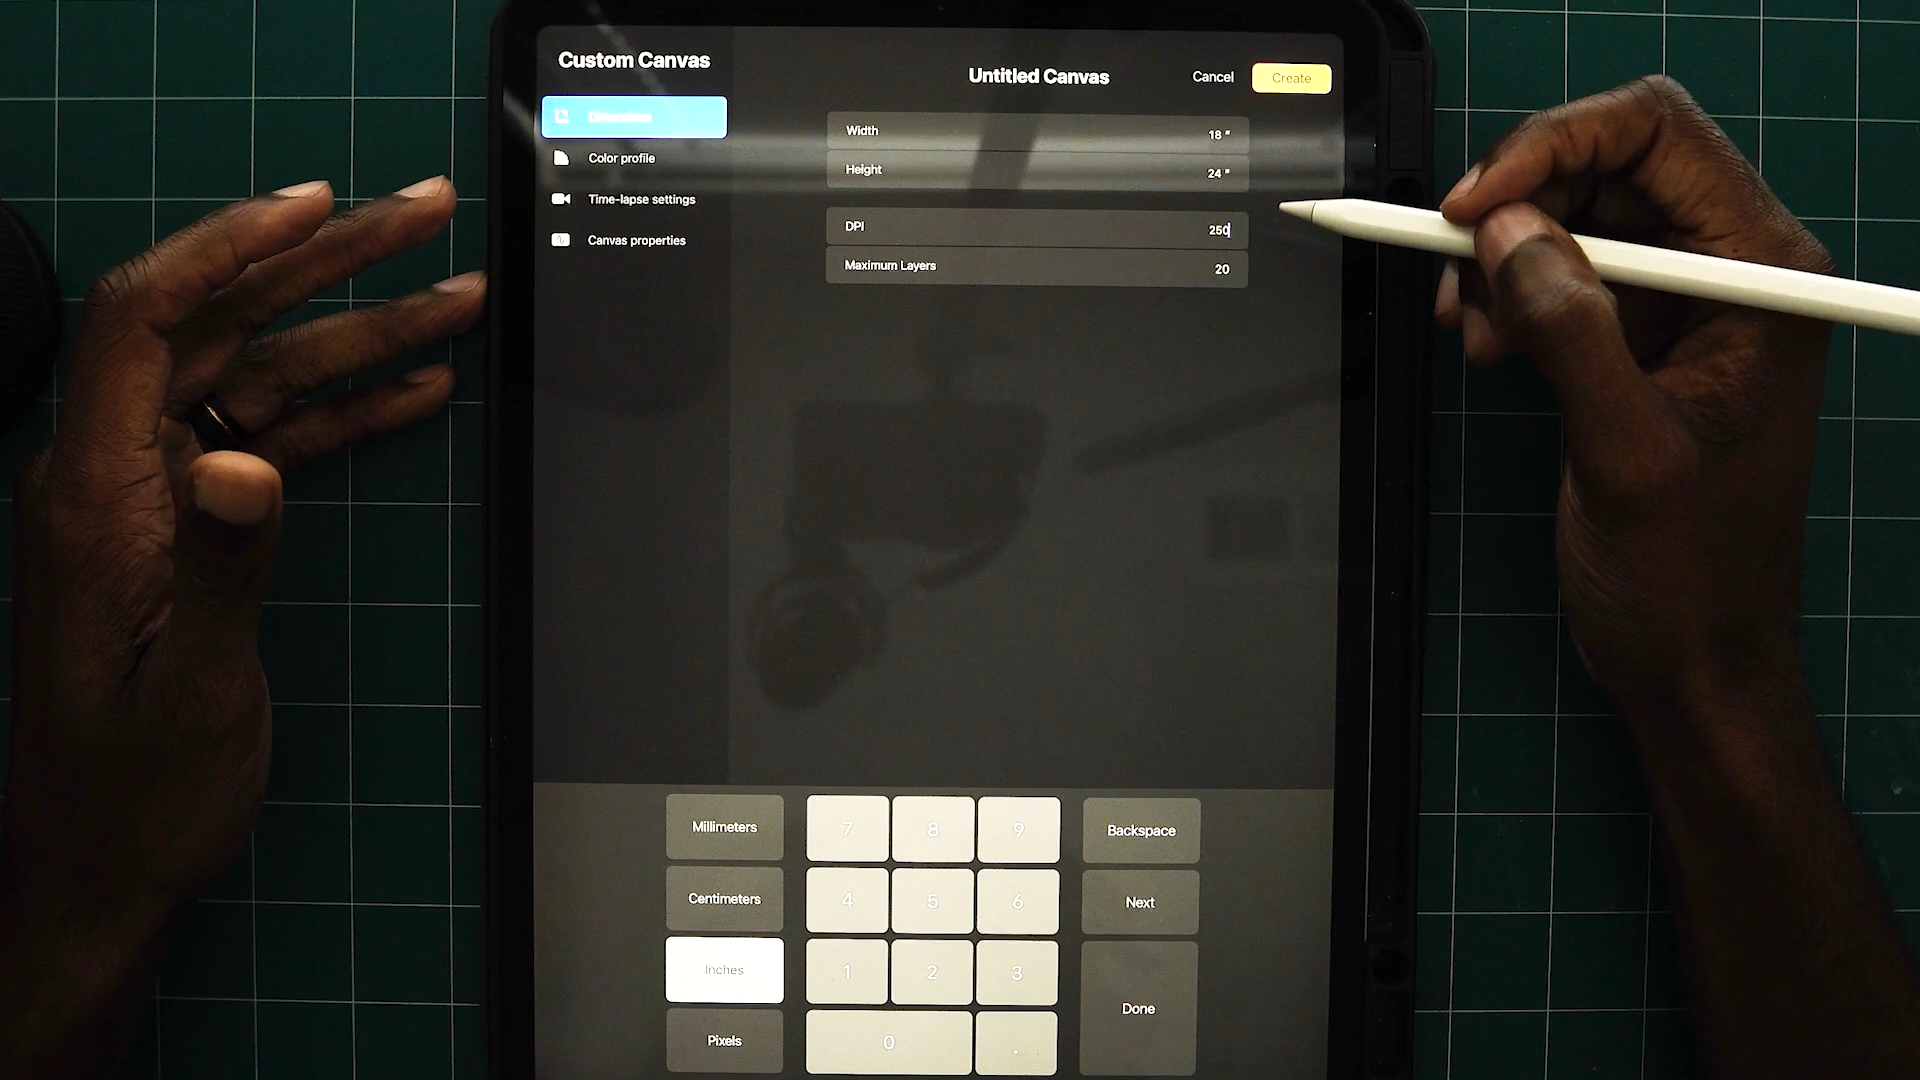 Custom Canvas
Untitled Canvas
Cancel
Create
Dimensions
Color profile
Time-lapse settings
Canvas properties
Width 18 "
Height 24 "
DPI 250
Maximum Layers 20
Millimeters 7 8 9 Backspace
Centimeters 4 5 6 Next
Inches 1 2 3 Done
Pixels 0 .